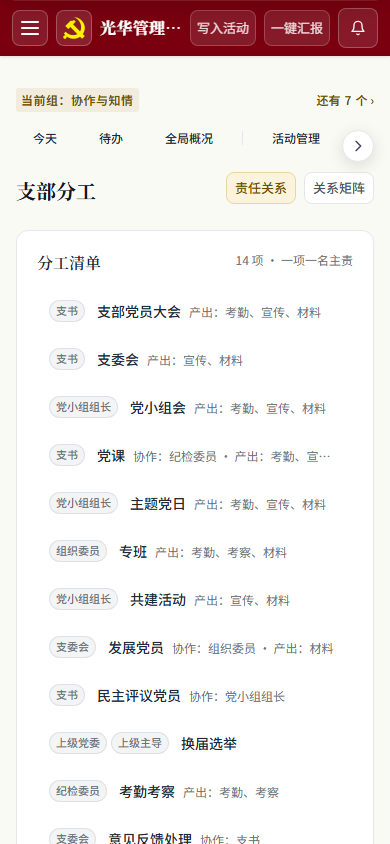 光华管理… 写入活动 一键汇报
当前组：协作与知情 还有 7 个 ›
今天 待办 全局概况 活动管理
支部分工 责任关系 关系矩阵
分工清单 14 项 · 一项一名主责
支书 支部党员大会 产出：考勤、宣传、材料
支书 支委会 产出：宣传、材料
党小组组长 党小组会 产出：考勤、宣传、材料
支书 党课 协作：纪检委员 · 产出：考勤、宣…
党小组组长 主题党日 产出：考勤、宣传、材料
组织委员 专班 产出：考勤、考察、材料
党小组组长 共建活动 产出：宣传、材料
支委会 发展党员 协作：组织委员 · 产出：材料
支书 民主评议党员 协作：党小组组长
上级党委 上级主导 换届选举
纪检委员 考勤考察 产出：考勤、考察
支委会 意见反馈处理 协作：支书